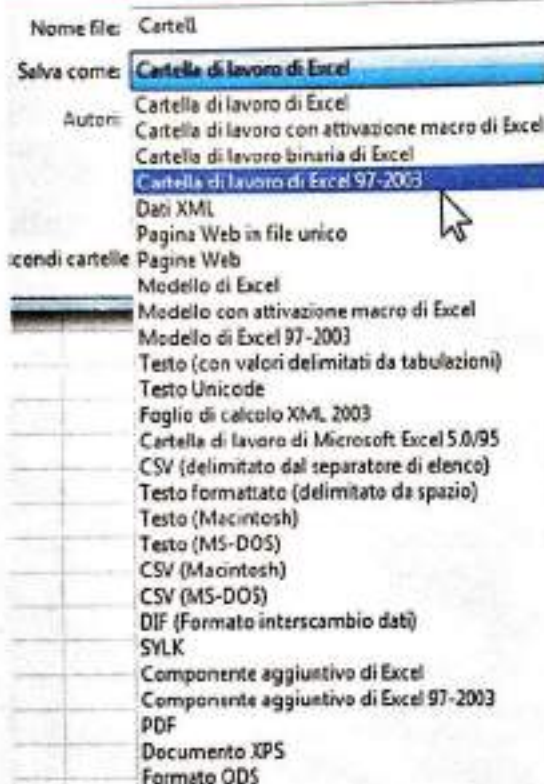 Nome file: Cartell
Salva come: Cartella di lavoro di Excel
Autori:
Cartella di lavoro di Excel
Cartella di lavoro con attivazione macro di Excel
Cartella di lavoro binaria di Excel
Cartella di lavoro di Excel 97-2003
Dati XML
Pagina Web in file unico
scondi cartelle Pagine Web
Modello di Excel
Modello con attivazione macro di Excel
Modello di Excel 97-2003
Testo (con valori delimitati da tabulazioni)
Testo Unicode
Foglio di calcolo XML 2003
Cartella di lavoro di Microsoft Excel 5.0/95
CSV (delimitato dal separatore di elenco)
Testo formattato (delimitato da spazio)
Testo (Macintosh)
Testo (MS-DOS)
CSV (Macintosh)
CSV (MS-DOS)
DIF (Formato interscambio dati)
SYLK
Componente aggiuntivo di Excel
Componente aggiuntivo di Excel 97-2003
PDF
Documento XPS
Formato ODS